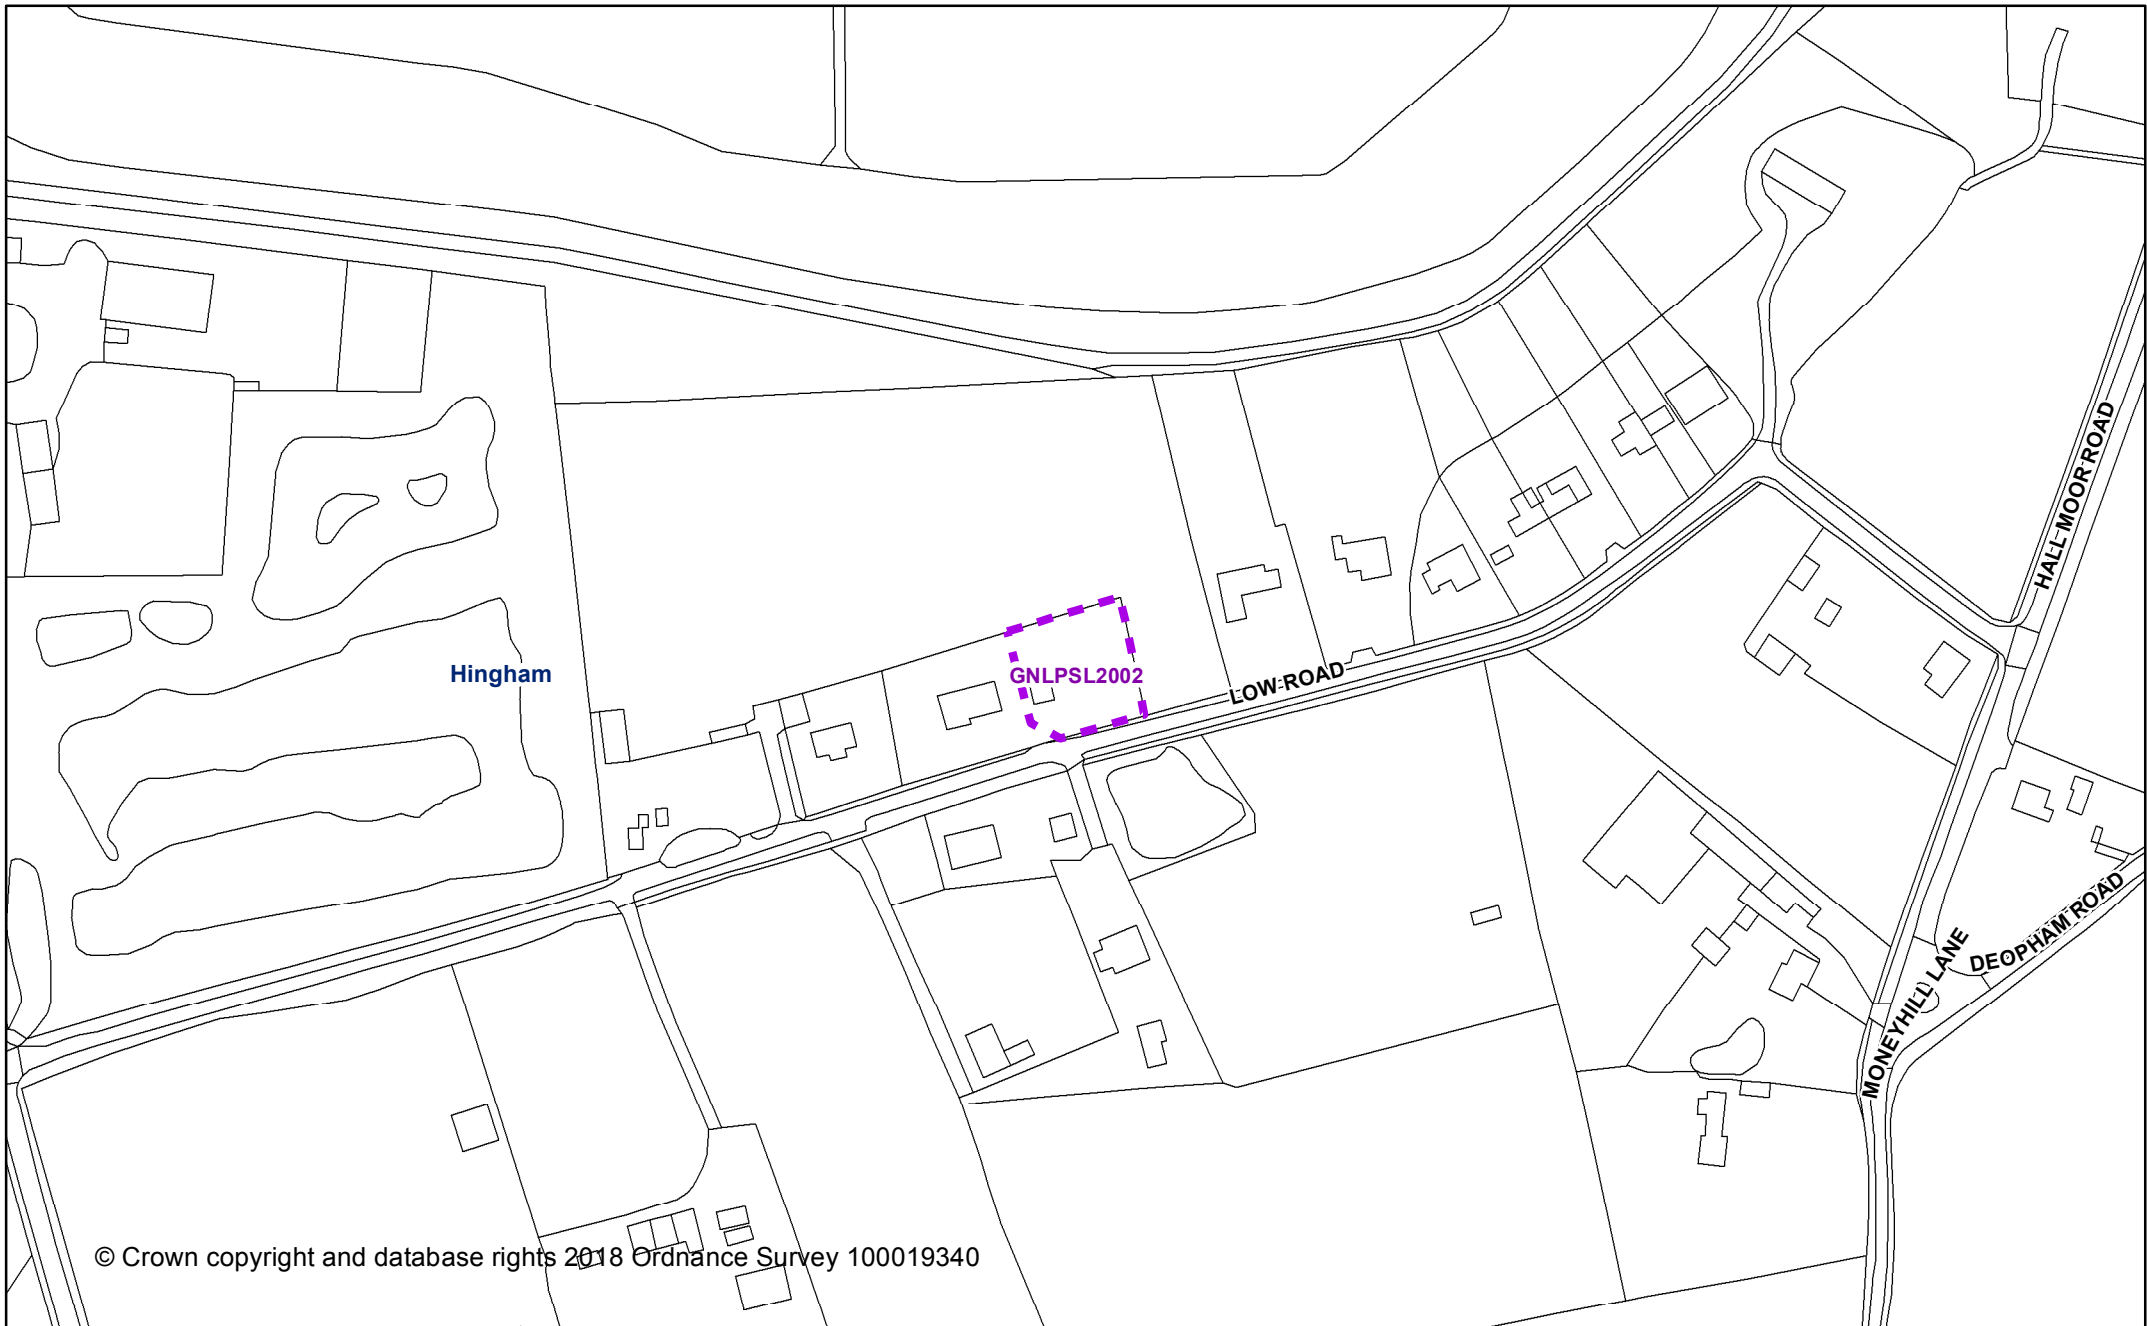 HALL MOOR ROAD
Hingham
GNLPSL2002
LOW ROAD
DEOPHAM ROAD
MONEYHILL LANE
© Crown copyright and database rights 2018 Ordnance Survey 100019340